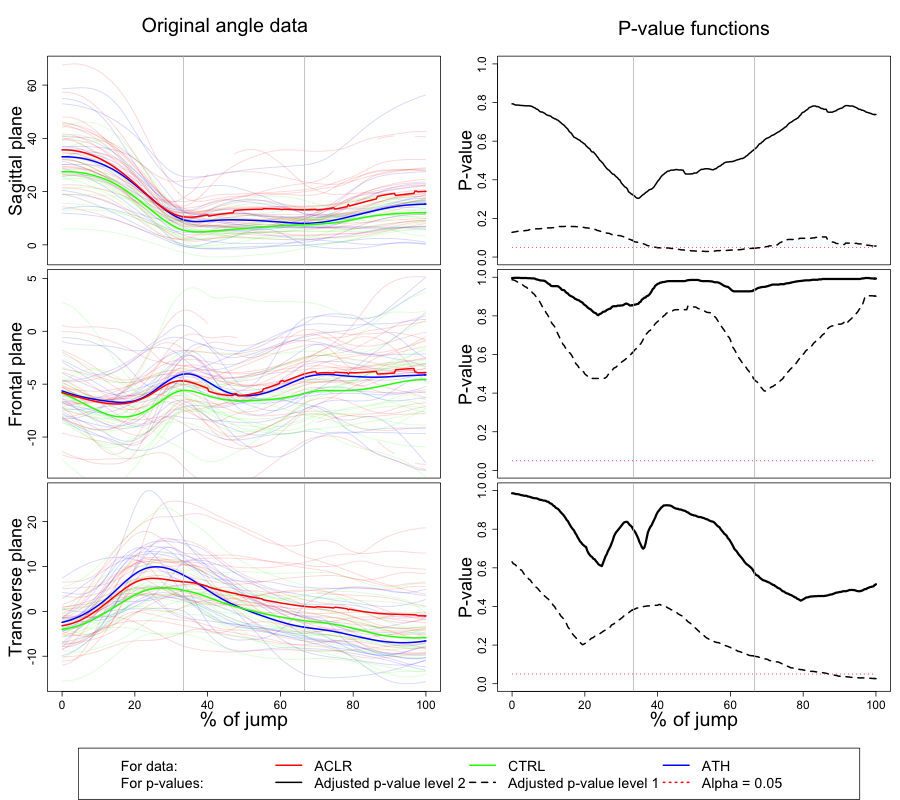 Original angle data
P-value functions
Sagittal plane
0 20 40 60
P-value
0.0 0.2 0.4 0.6 0.8 1.0
Frontal plane
-10 -5 0 5
P-value
0.0 0.2 0.4 0.6 0.8 1.0
Transverse plane
-10 0 10 20
P-value
0.0 0.2 0.4 0.6 0.8 1.0
0 20 40 60 80 100
0 20 40 60 80 100
% of jump
% of jump
For data: ACLR CTRL ATH
For p-values: Adjusted p-value level 2 Adjusted p-value level 1 Alpha = 0.05